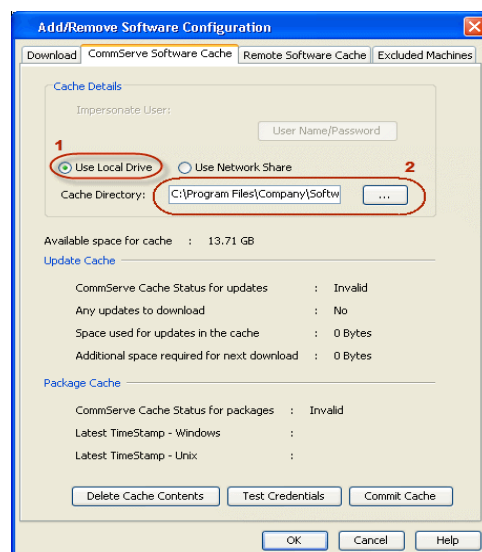 Add/Remove Software Configuration
Download CommServe Software Cache Remote Software Cache Excluded Machines
Cache Details
Impersonate User:
User Name/Password
1
Use Local Drive Use Network Share 2
Cache Directory: C:\Program Files\Company\Softw ...
Available space for cache : 13.71 GB
Update Cache
CommServe Cache Status for updates : Invalid
Any updates to download : No
Space used for updates in the cache : 0 Bytes
Additional space required for next download : 0 Bytes
Package Cache
CommServe Cache Status for packages : Invalid
Latest TimeStamp - Windows :
Latest TimeStamp - Unix :
Delete Cache Contents Test Credentials Commit Cache
OK Cancel Help